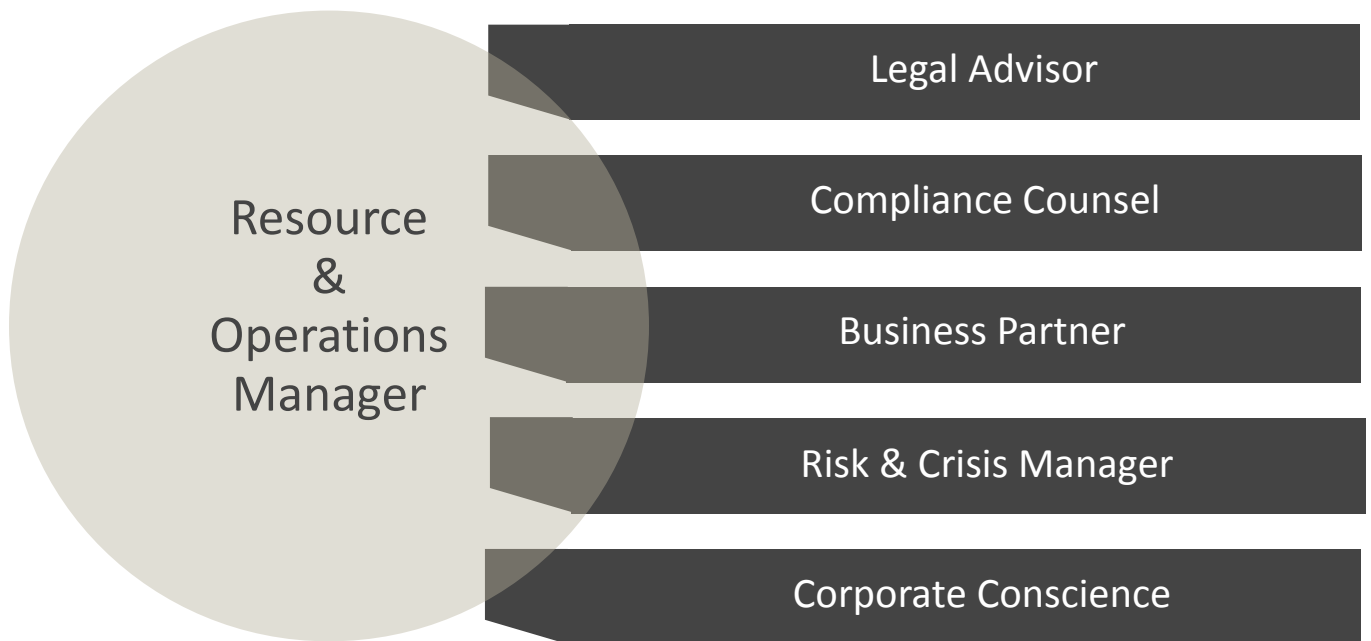 Resource
&
Operations
Manager
Legal Advisor
Compliance Counsel
Business Partner
Risk & Crisis Manager
Corporate Conscience